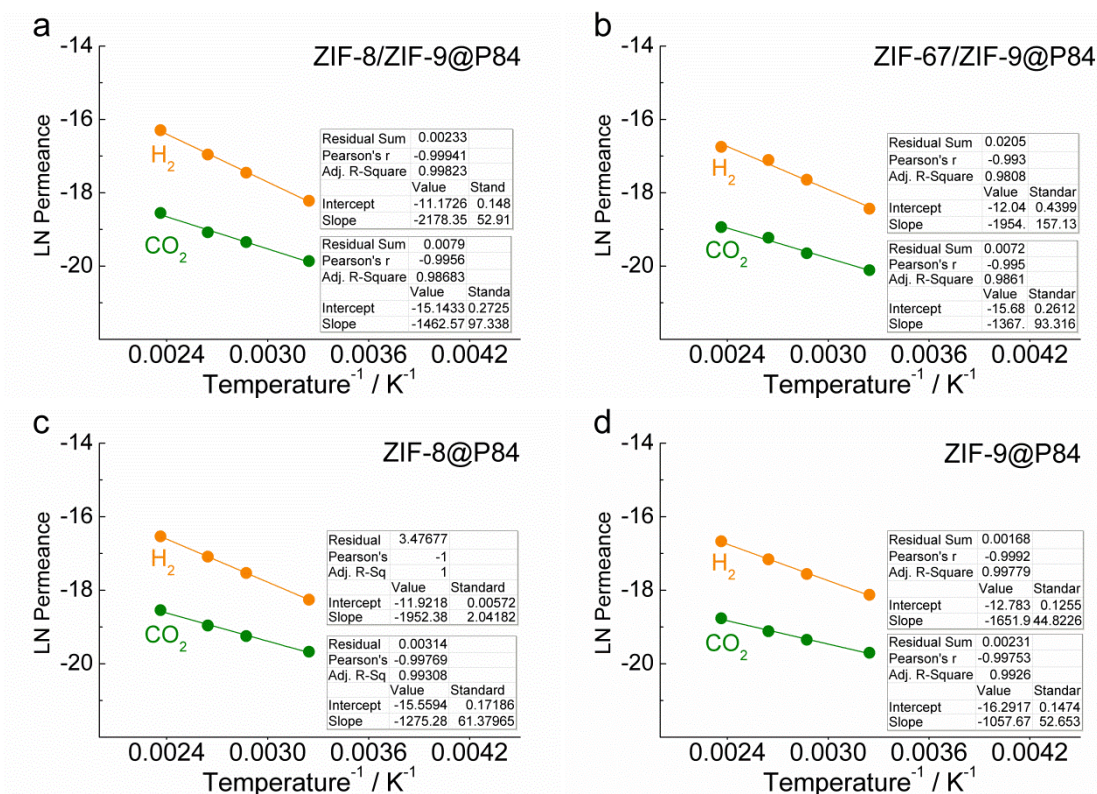 a
ZIF-8/ZIF-9@P84
LN Permeance
-14
-16
-18
-20
H2
CO2
Residual Sum 0.00233
Pearson's r -0.99941
Adj. R-Square 0.99823
Value Stand
Intercept -11.1726 0.148
Slope -2178.35 52.91
Residual Sum 0.0079
Pearson's r -0.9956
Adj. R-Square 0.98683
Value Standa
Intercept -15.1433 0.2725
Slope -1462.57 97.338
0.0024 0.0030 0.0036 0.0042
Temperature-1 / K-1
b
ZIF-67/ZIF-9@P84
LN Permeance
-14
-16
-18
-20
H2
CO2
Residual Sum 0.0205
Pearson's r -0.993
Adj. R-Square 0.9808
Value Standar
Intercept -12.04 0.4399
Slope -1954. 157.13
Residual Sum 0.0072
Pearson's r -0.995
Adj. R-Square 0.9861
Value Standar
Intercept -15.68 0.2612
Slope -1367. 93.316
0.0024 0.0030 0.0036 0.0042
Temperature-1 / K-1
c
ZIF-8@P84
LN Permeance
-14
-16
-18
-20
H2
CO2
Residual 3.47677
Pearson's -1
Adj. R-Sq 1
Value Standard
Intercept -11.9218 0.00572
Slope -1952.38 2.04182
Residual 0.00314
Pearson's -0.99769
Adj. R-Sq 0.99308
Value Standard
Intercept -15.5594 0.17186
Slope -1275.28 61.37965
0.0024 0.0030 0.0036 0.0042
Temperature-1 / K-1
d
ZIF-9@P84
LN Permeance
-14
-16
-18
-20
H2
CO2
Residual Sum 0.00168
Pearson's r -0.9992
Adj. R-Square 0.99779
Value Standar
Intercept -12.783 0.1255
Slope -1651.9 44.8226
Residual Sum 0.00231
Pearson's r -0.99753
Adj. R-Square 0.9926
Value Standar
Intercept -16.2917 0.1474
Slope -1057.67 52.653
0.0024 0.0030 0.0036 0.0042
Temperature-1 / K-1